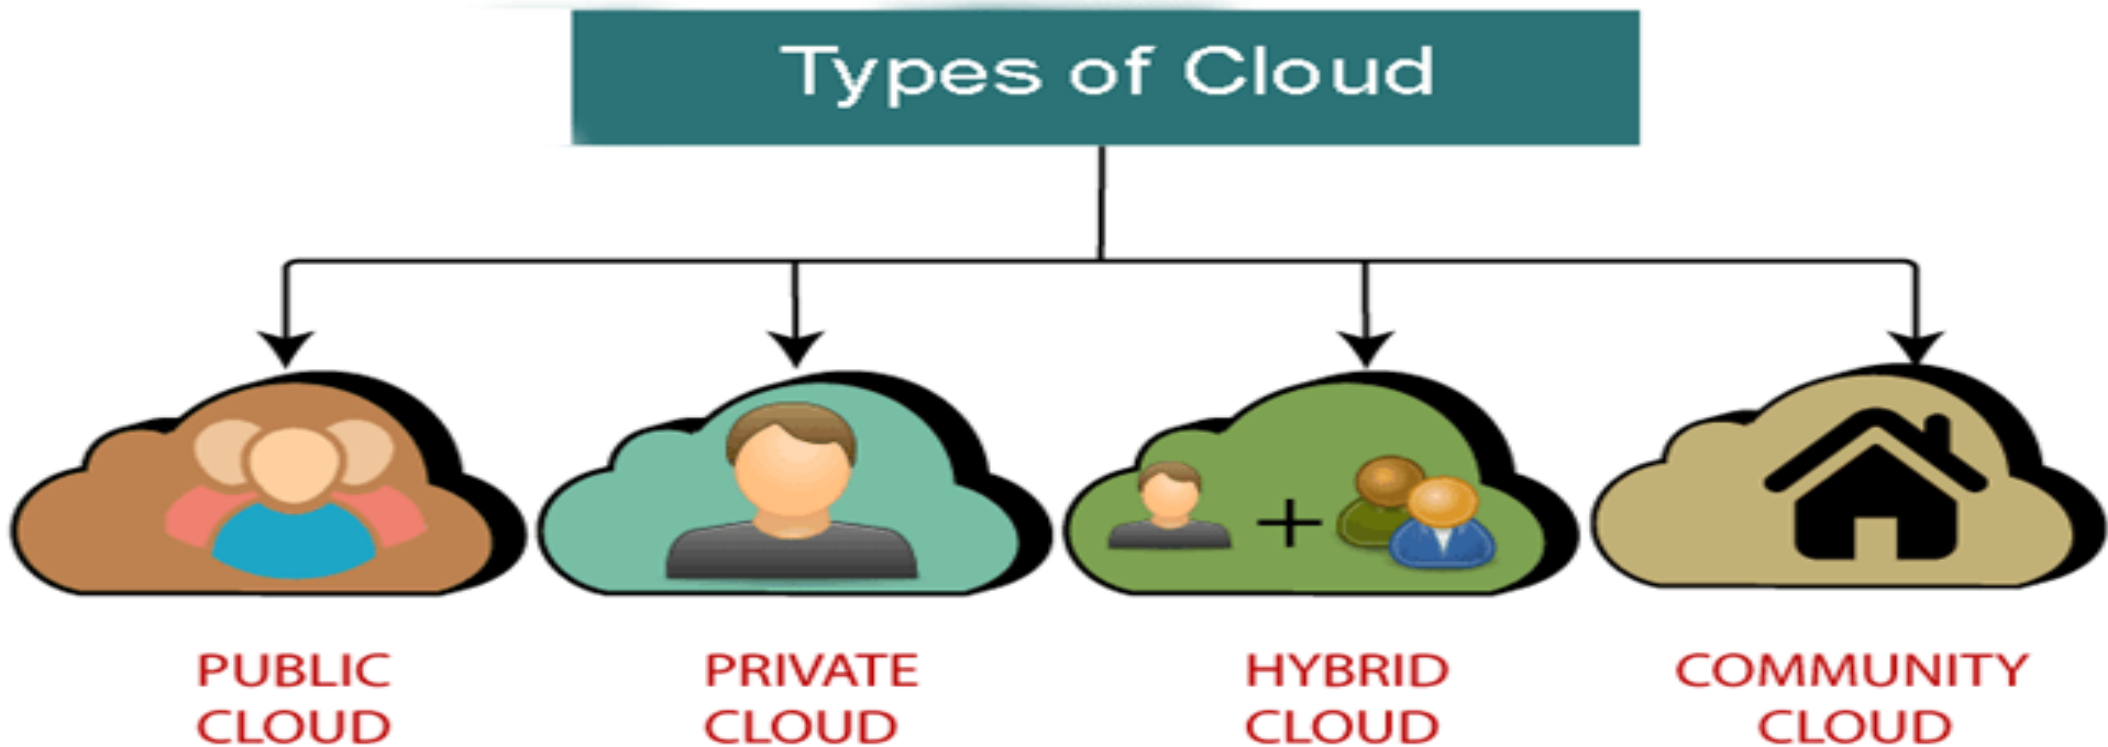 Types of Cloud
PUBLIC
CLOUD
PRIVATE
CLOUD
HYBRID
CLOUD
COMMUNITY
CLOUD